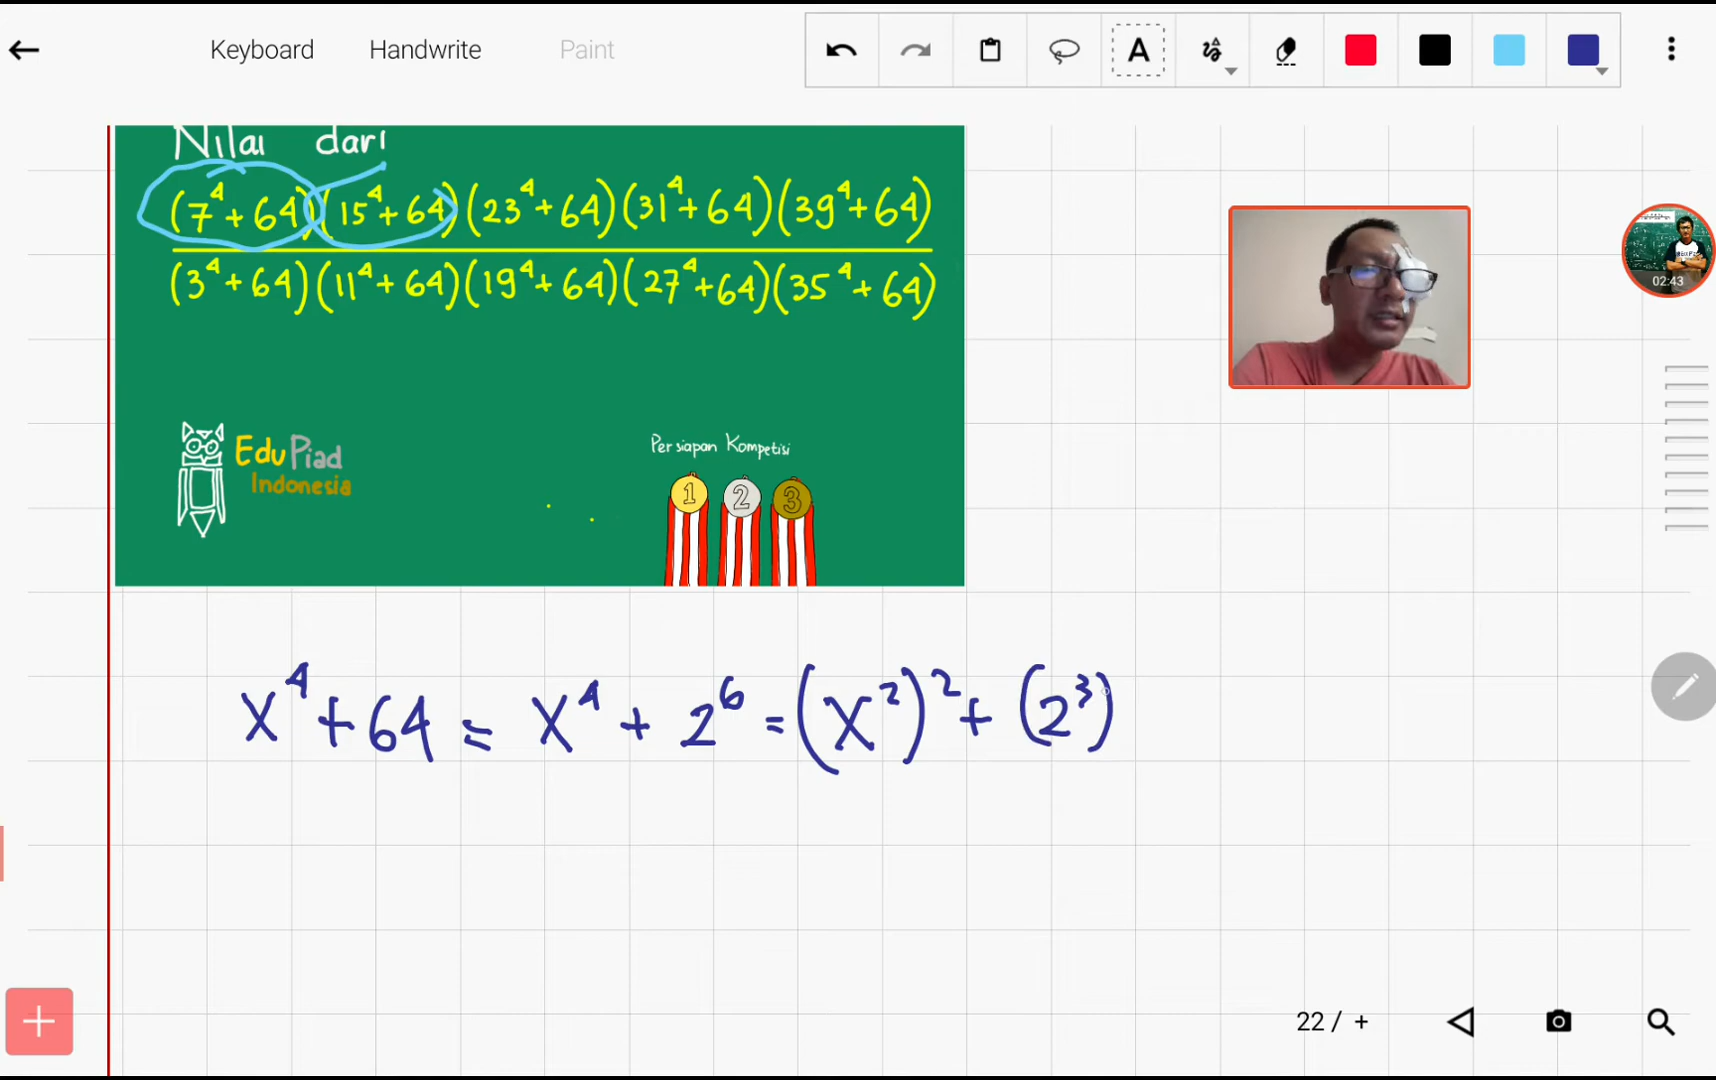 Keyboard Handwrite Paint A
Nilai dari
(7⁴+64)(15⁴+64)(23⁴+64)(31⁴+64)(39⁴+64)
(3⁴+64)(11⁴+64)(19⁴+64)(27⁴+64)(35⁴+64)
02:43
Persiapan Kompetisi
EduPiad
Indonesia
1 2 3
x⁴+64 = x⁴ + 2⁶ = (x²)² + (2³)
22 / +